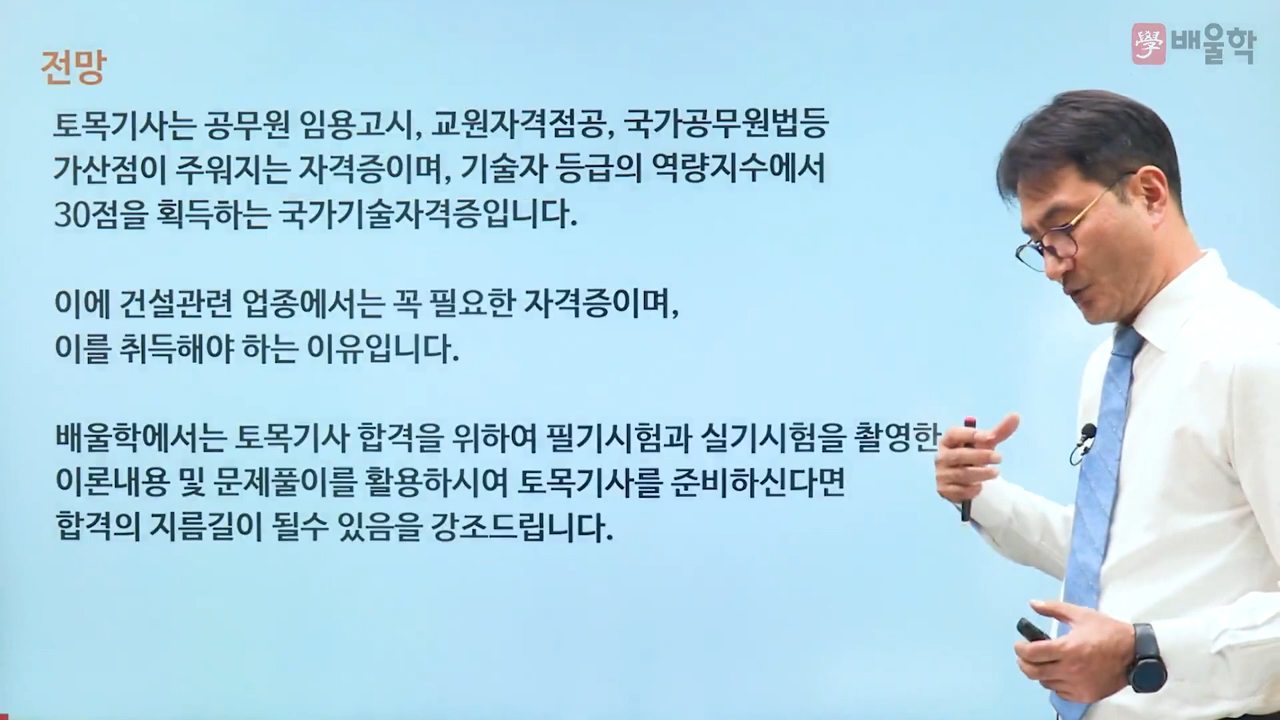 學 배울학
전망
토목기사는 공무원 임용고시, 교원자격점공, 국가공무원법등
가산점이 주워지는 자격증이며, 기술자 등급의 역량지수에서
30점을 획득하는 국가기술자격증입니다.
이에 건설관련 업종에서는 꼭 필요한 자격증이며,
이를 취득해야 하는 이유입니다.
배울학에서는 토목기사 합격을 위하여 필기시험과 실기시험을 촬영한
이론내용 및 문제풀이를 활용하시여 토목기사를 준비하신다면
합격의 지름길이 될수 있음을 강조드립니다.